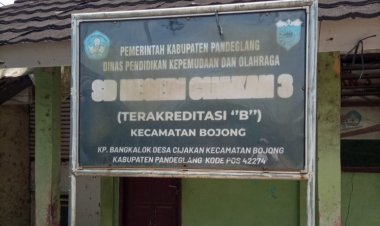 PEMERINTAH KABUPATEN PANDEGLANG
DINAS PENDIDIKAN KEPEMUDAAN DAN OLAHRAGA
SD NEGERI CIJAKAN 3
(TERAKREDITASI "B")
KECAMATAN BOJONG
KP. BANGKALOK DESA CIJAKAN KECAMATAN BOJONG
KABUPATEN PANDEGLANG KODE POS 42274